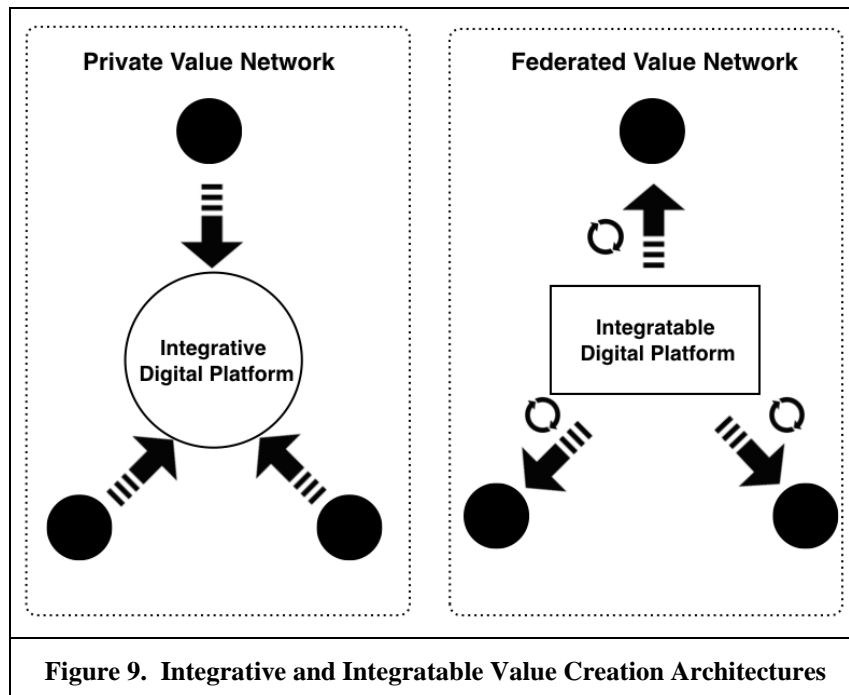 Private Value Network
Federated Value Network
Integrative
Digital Platform
Integratable
Digital Platform
Figure 9. Integrative and Integratable Value Creation Architectures